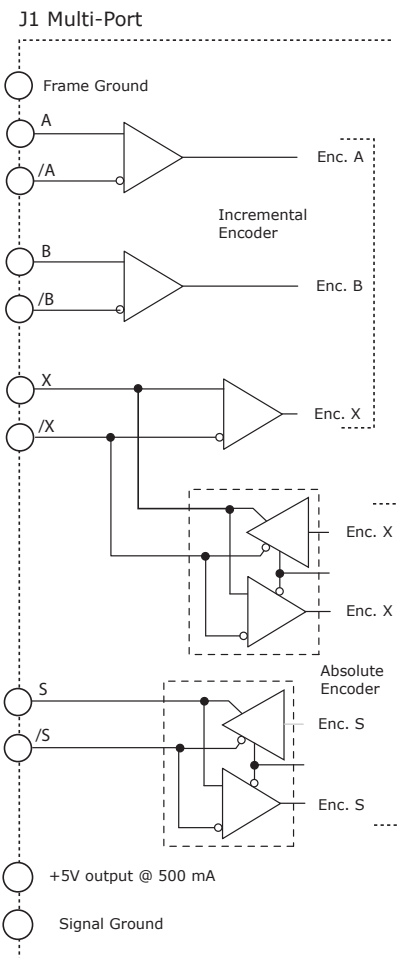 J1 Multi-Port
Frame Ground
A
/A
Enc. A
Incremental
Encoder
B
/B
Enc. B
X
/X
Enc. X
Enc. X
Enc. X
Absolute
Encoder
S
/S
Enc. S
Enc. S
+5V output @ 500 mA
Signal Ground